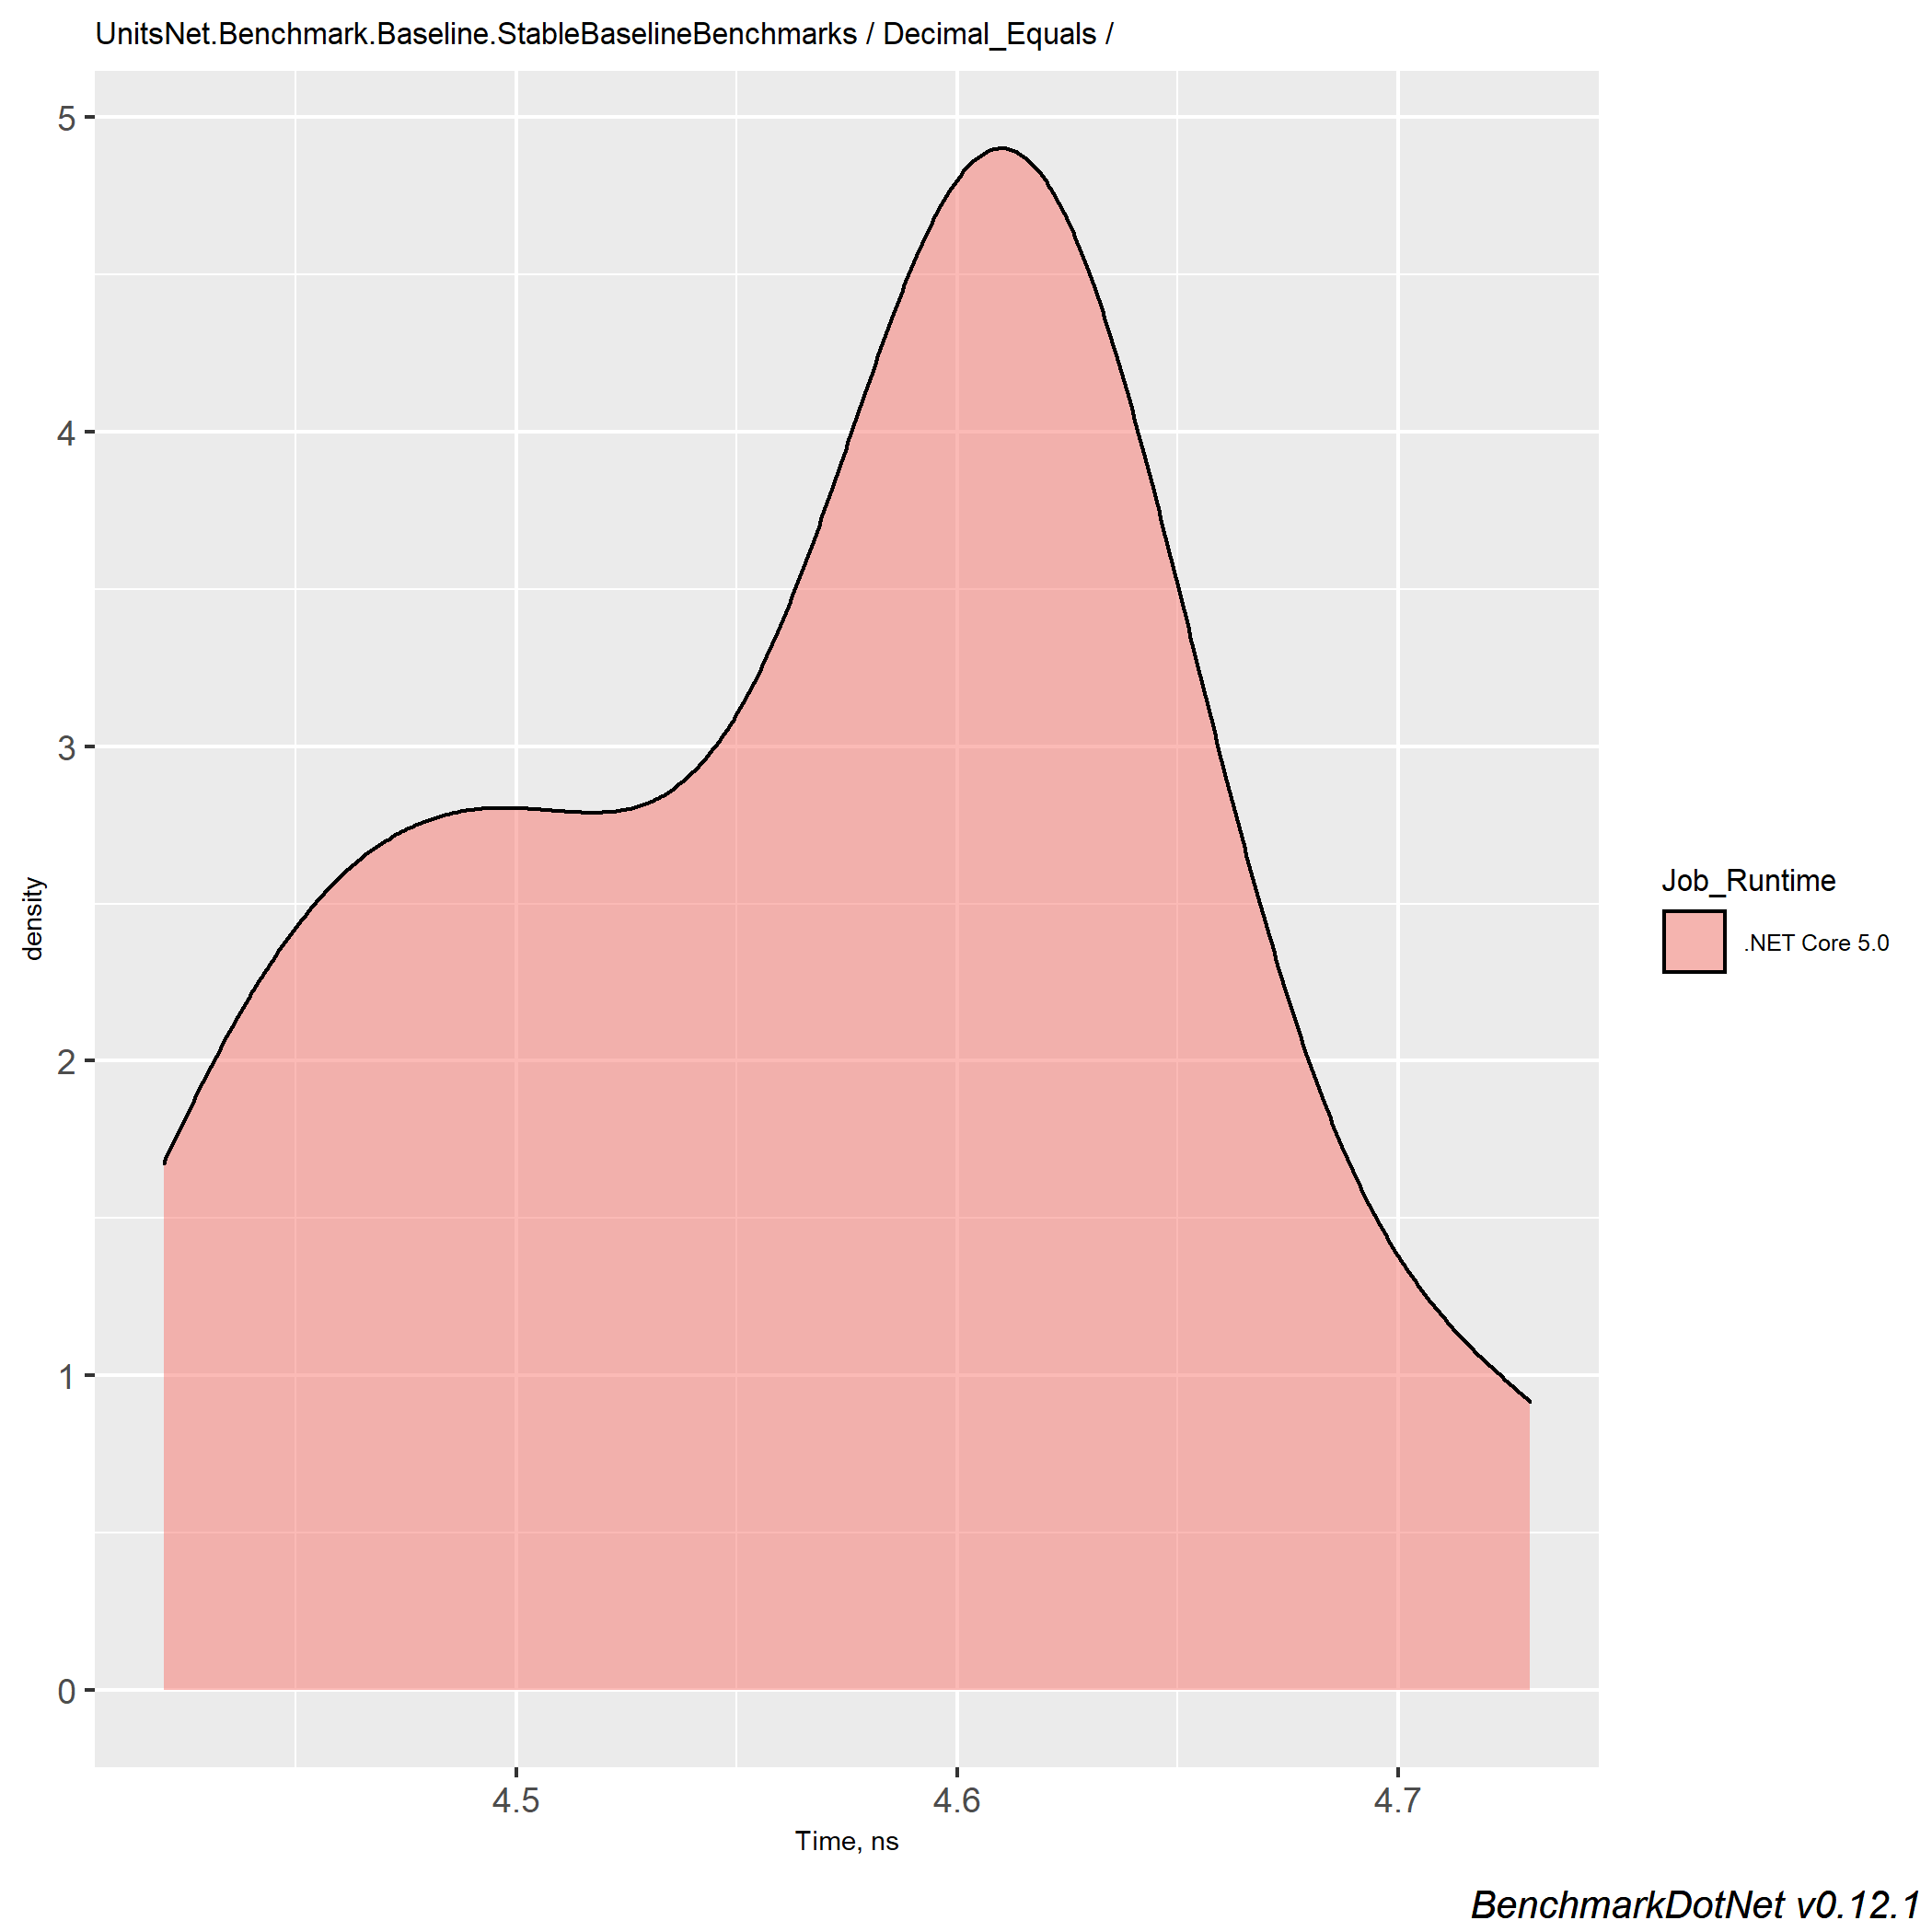 UnitsNet.Benchmark.Baseline.StableBaselineBenchmarks / Decimal_Equals /
5
4
3
2
1
0
density
4.5
4.6
4.7
Time, ns
Job_Runtime
.NET Core 5.0
BenchmarkDotNet v0.12.1